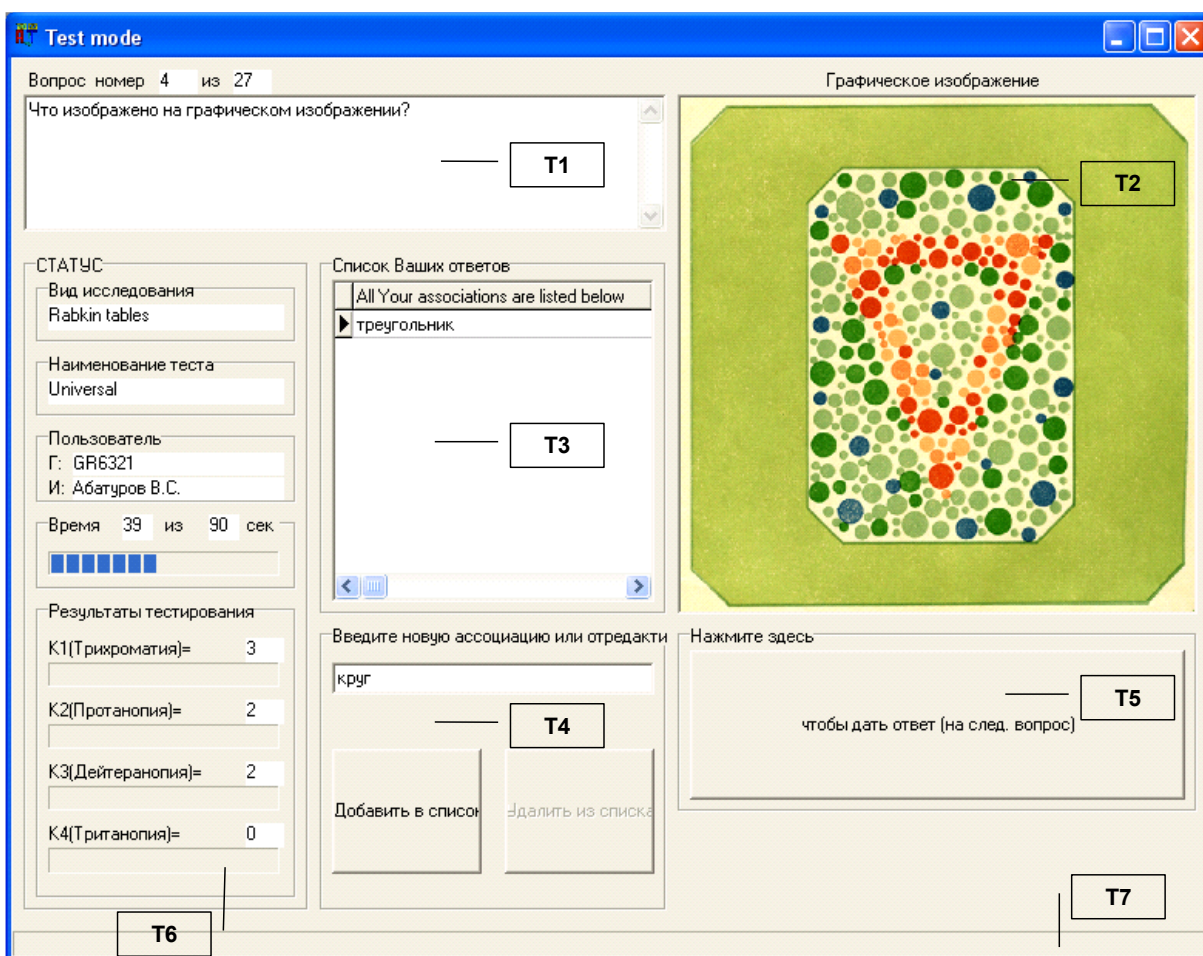 Test mode
Вопрос номер 4 из 27
Графическое изображение
Что изображено на графическом изображении?
T1
T2
СТАТУС
Вид исследования
Rabkin tables
Наименование теста
Universal
Пользователь
Г: GR6321
И: Абатуров В.С.
Время 39 из 90 сек
Результаты тестирования
K1(Трихроматия)= 3
K2(Протанопия)= 2
K3(Дейтеранопия)= 2
K4(Тританопия)= 0
T6
Список Ваших ответов
All Your associations are listed below
треугольник
T3
Введите новую ассоциацию или отредакти
круг
T4
Добавить в список
Удалить из списка
Нажмите здесь
T5
чтобы дать ответ (на след. вопрос)
T7